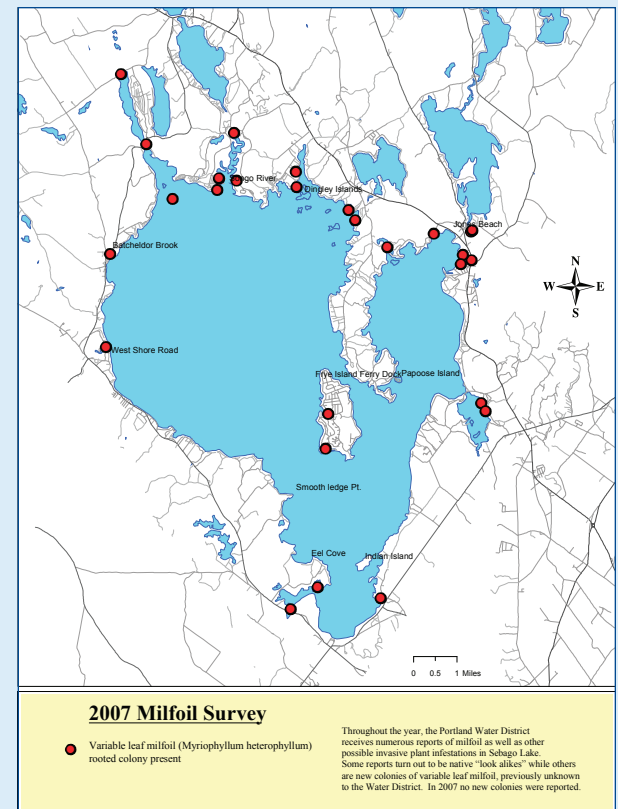 Sebago River
Dingley Islands
Jones Beach
Batcheldor Brook
N
W E
S
West Shore Road
Frye Island Ferry Dock Papoose Island
Smooth ledge Pt.
Eel Cove
Indian Island
0 0.5 1 Miles
2007 Milfoil Survey
Variable leaf milfoil (Myriophyllum heterophyllum)
rooted colony present
Throughout the year, the Portland Water District
receives numerous reports of milfoil as well as other
possible invasive plant infestations in Sebago Lake.
Some reports turn out to be native “look alikes” while others
are new colonies of variable leaf milfoil, previously unknown
to the Water District. In 2007 no new colonies were reported.